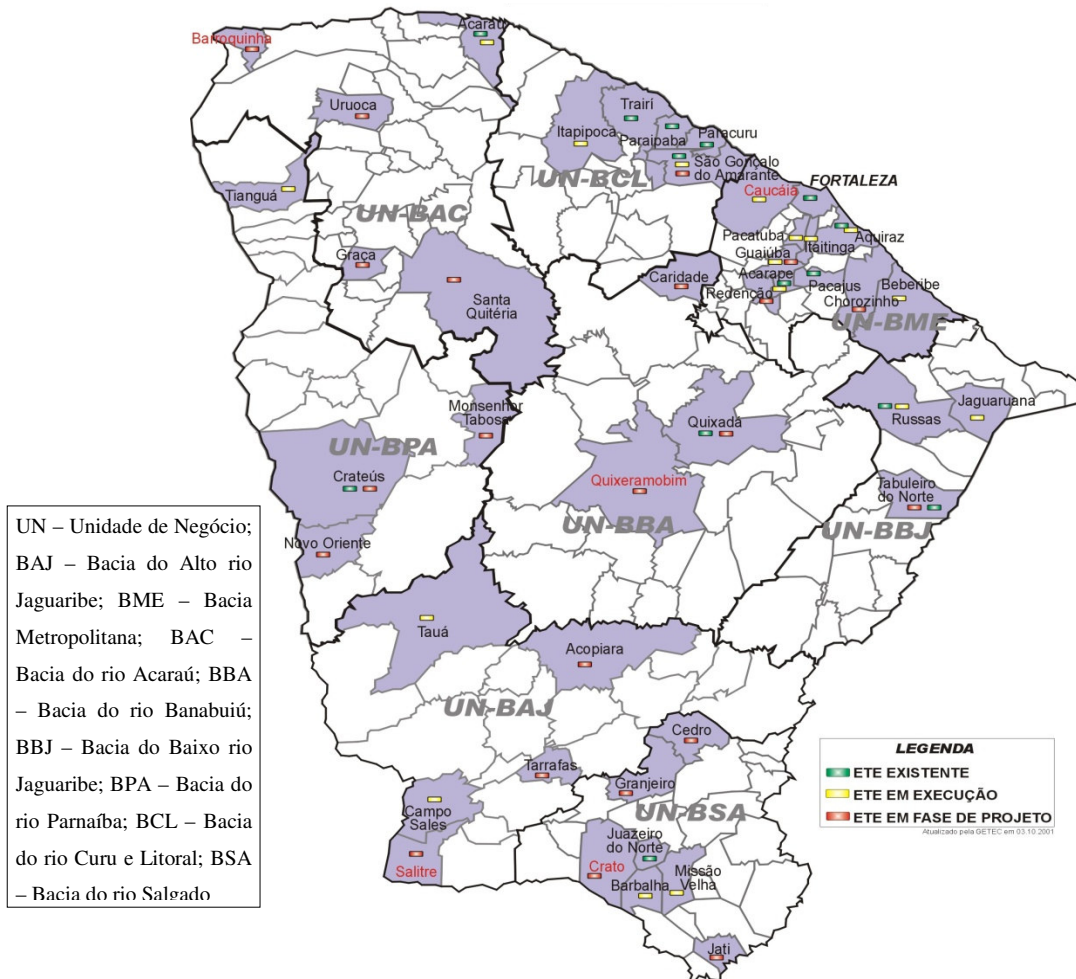 Acaraú
Barroquinha
Uruoca
Trairí
Itapipoca
Paraipaba
Paracuru
São Gonçalo
do Amarante
UN-BCL
FORTALEZA
Caucáia
Tianguá
UN-BAC
Pacatuba
Itaitinga
Aquiraz
Guaiúba
Graça
Caridade
Acarape
Redenção
Pacajus
Chorozinho
Beberibe
Santa
Quitéria
UN-BME
Monsenhor
Tabosa
Quixadá
Jaguaruana
Russas
UN-BPA
Crateús
Quixeramobim
Tabuleiro
do Norte
UN-BBA
UN-BBJ
Novo Oriente
UN – Unidade de Negócio;
BAJ – Bacia do Alto rio
Jaguaribe; BME – Bacia
Metropolitana; BAC –
Bacia do rio Acaraú; BBA
– Bacia do rio Banabuiú;
BBJ – Bacia do Baixo rio
Jaguaribe; BPA – Bacia do
rio Parnaíba; BCL – Bacia
do rio Curu e Litoral; BSA
– Bacia do rio Salgado
Tauá
Acopiara
UN-BAJ
Cedro
Tarrafas
Granjeiro
UN-BSA
Campo
Sales
Juazeiro
do Norte
Salitre
Crato
Missão
Velha
Barbalha
Jati
LEGENDA
ETE EXISTENTE
ETE EM EXECUÇÃO
ETE EM FASE DE PROJETO
Atualizado pela GETEC em 03.10.2001